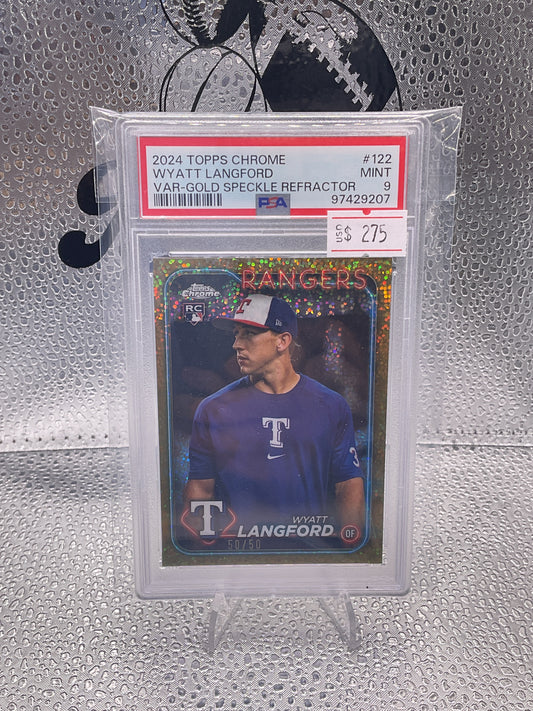 2024 TOPPS CHROME #122
WYATT LANGFORD MINT
VAR-GOLD SPECKLE REFRACTOR 9
PSA 97429207
USD $ 275
RANGERS
Topps
Chrome
RC
T
T
3
T
WYATT
LANGFORD OF
50/50